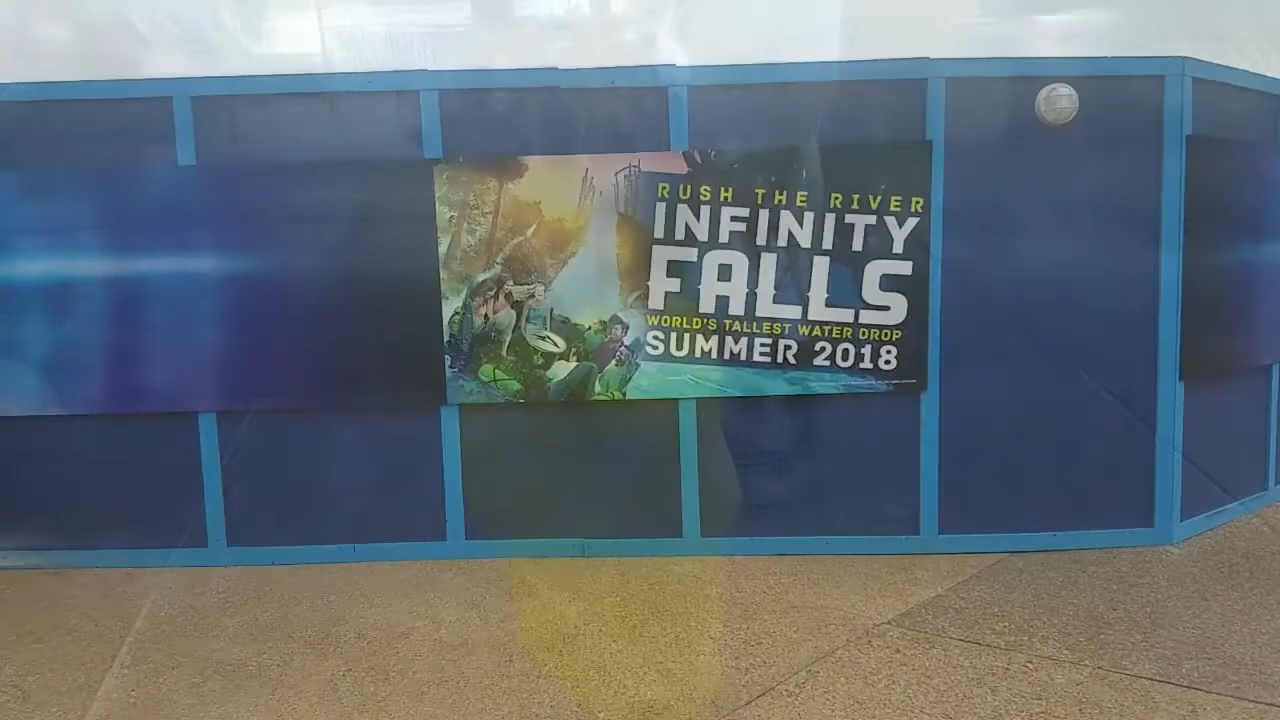 RUSH THE RIVER
INFINITY
FALLS
WORLD'S TALLEST WATER DROP
SUMMER 2018